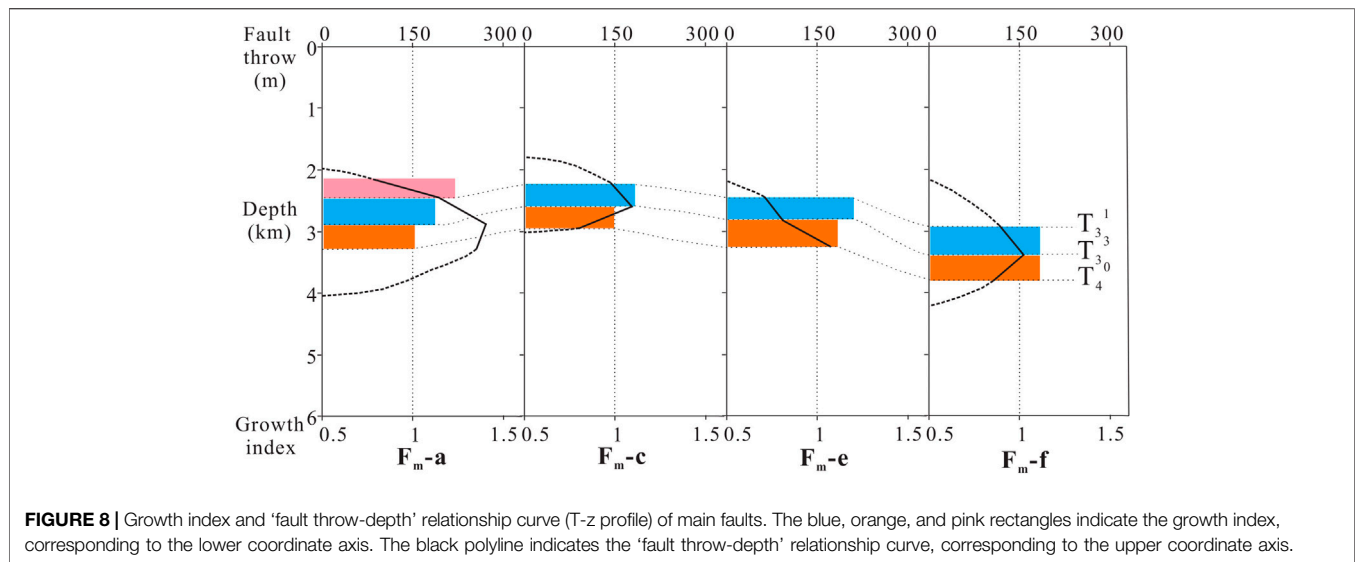 Fault throw (m)
0 150 300 0 150 300 0 150 300 0 150 300
0
1
2
Depth (km)
3
4
5
6
T₃¹
T₃³
T₄⁰
Growth index
0.5 1 1.5 0.5 1 1.5 0.5 1 1.5 0.5 1 1.5
Fₘ-a Fₘ-c Fₘ-e Fₘ-f
FIGURE 8 | Growth index and ‘fault throw-depth’ relationship curve (T-z profile) of main faults. The blue, orange, and pink rectangles indicate the growth index,
corresponding to the lower coordinate axis. The black polyline indicates the ‘fault throw-depth’ relationship curve, corresponding to the upper coordinate axis.